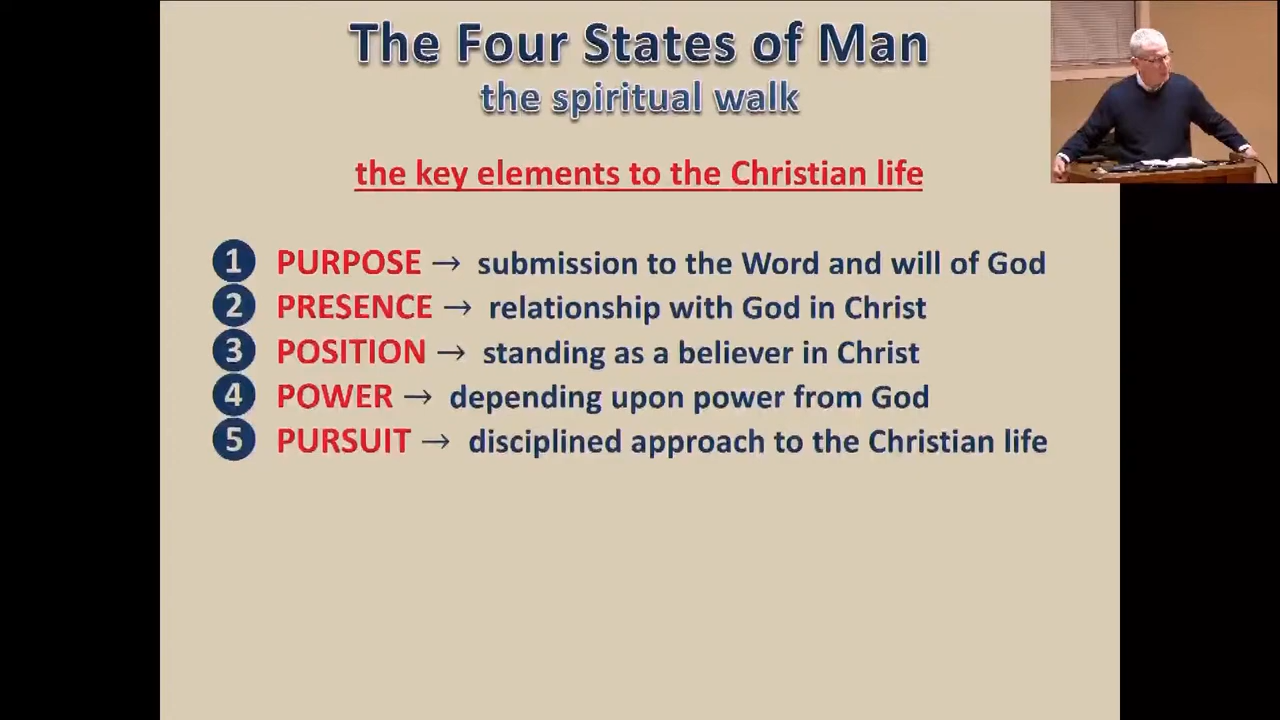 The Four States of Man
the spiritual walk
the key elements to the Christian life
1 PURPOSE → submission to the Word and will of God
2 PRESENCE → relationship with God in Christ
3 POSITION → standing as a believer in Christ
4 POWER → depending upon power from God
5 PURSUIT → disciplined approach to the Christian life